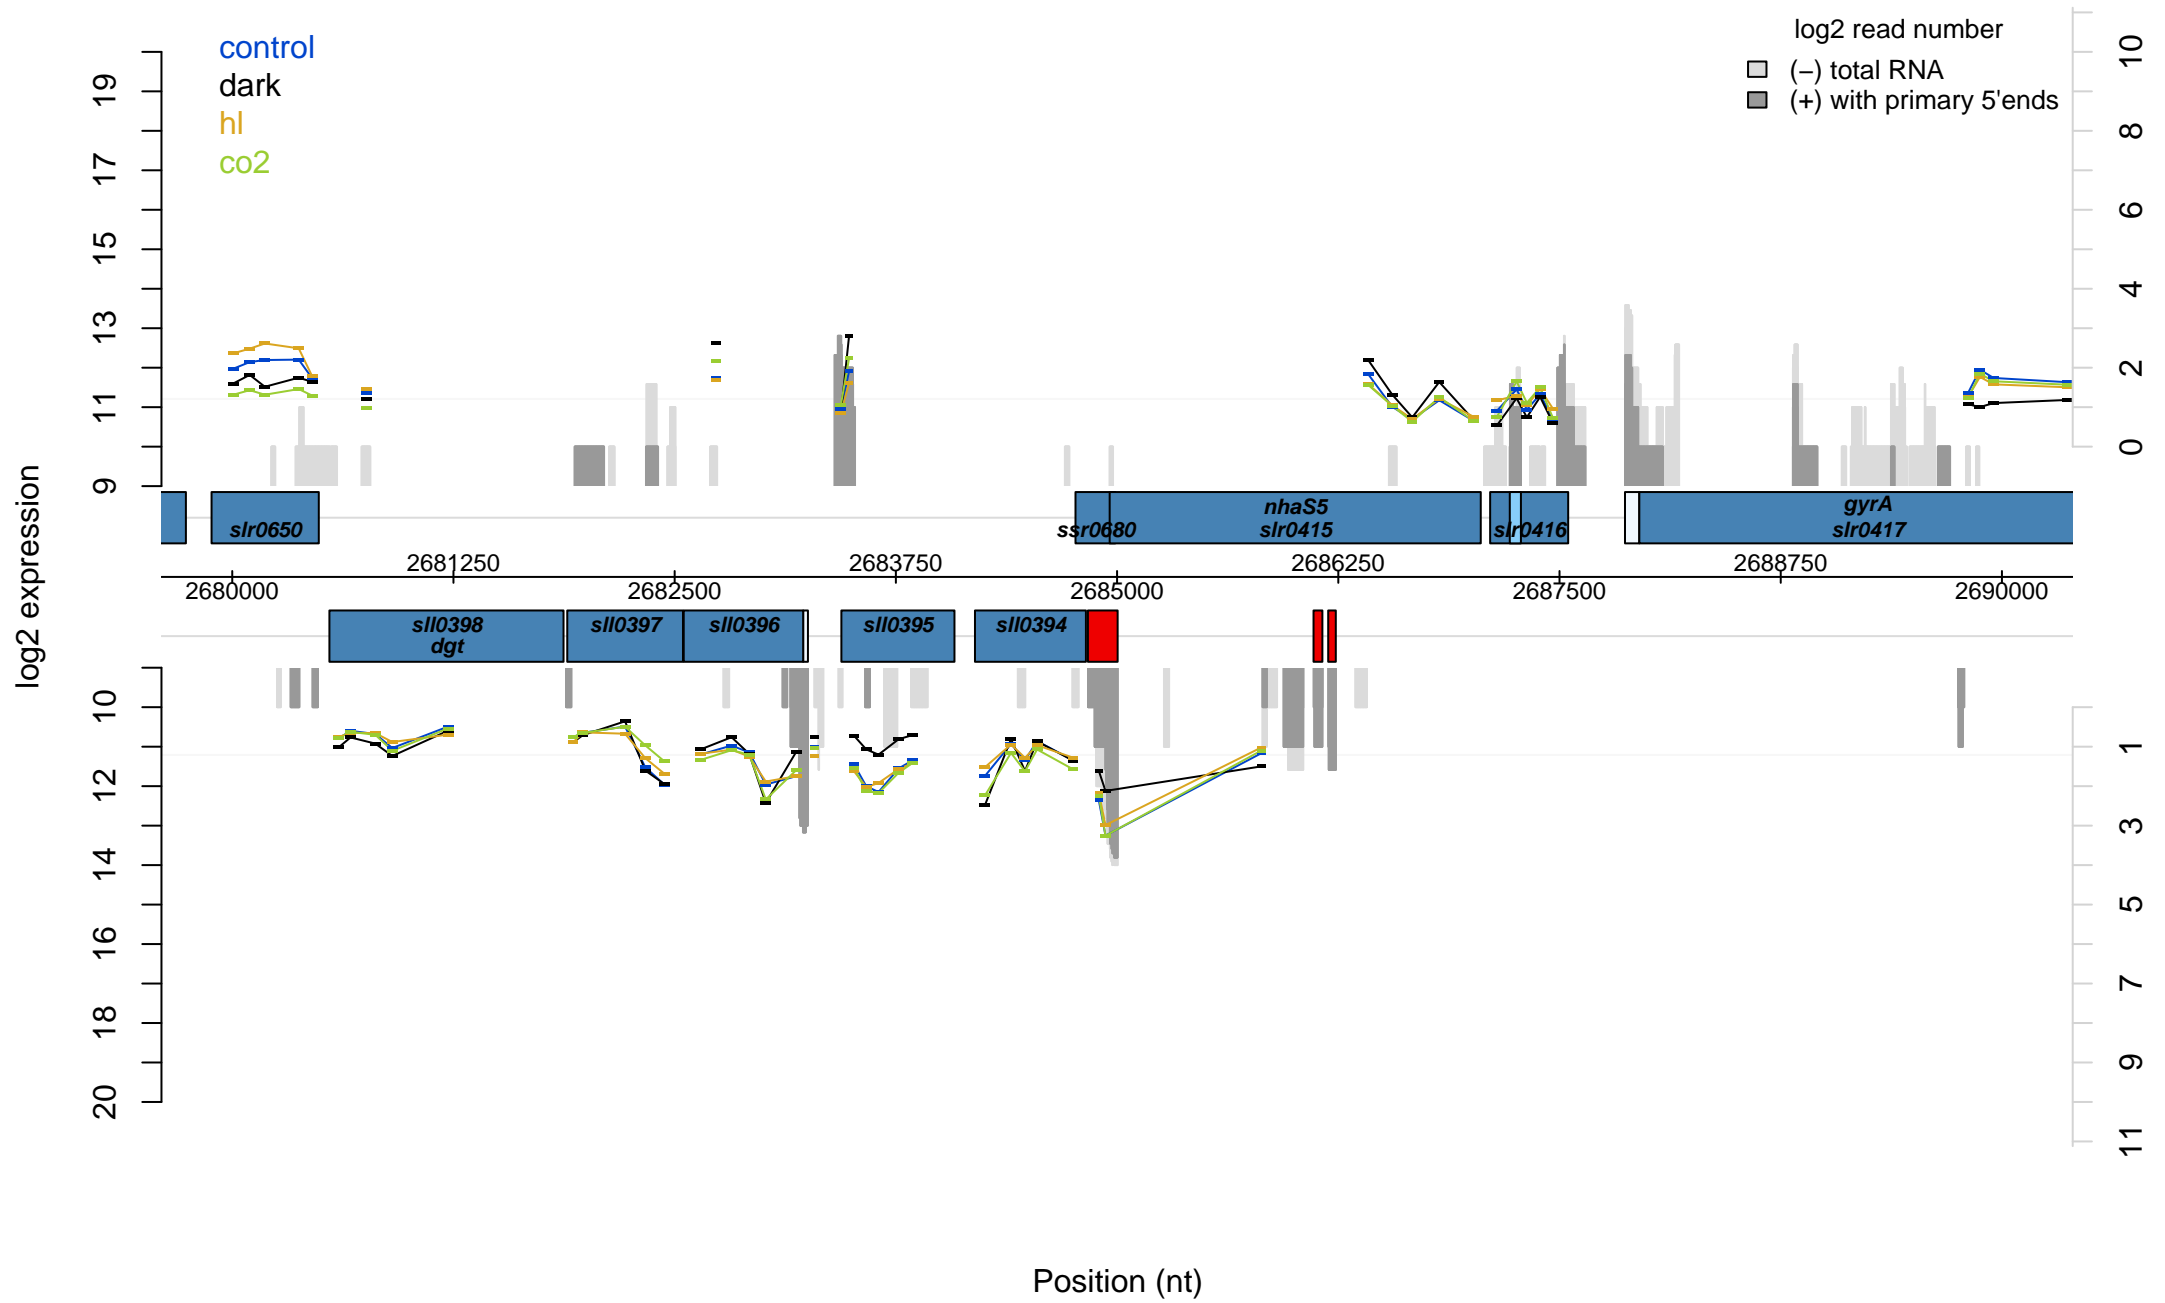 control
dark
hl
co2
log2 read number
(−) total RNA
(+) with primary 5'ends
19
17
15
13
11
9
10
8
6
4
2
0
log2 expression
slr0650
ssr0680
nhaS5
slr0415
slr0416
gyrA
slr0417
2681250
2683750
2686250
2688750
2680000
2682500
2685000
2687500
2690000
sll0398
dgt
sll0397
sll0396
sll0395
sll0394
10
12
14
16
18
20
1
3
5
7
9
11
Position (nt)